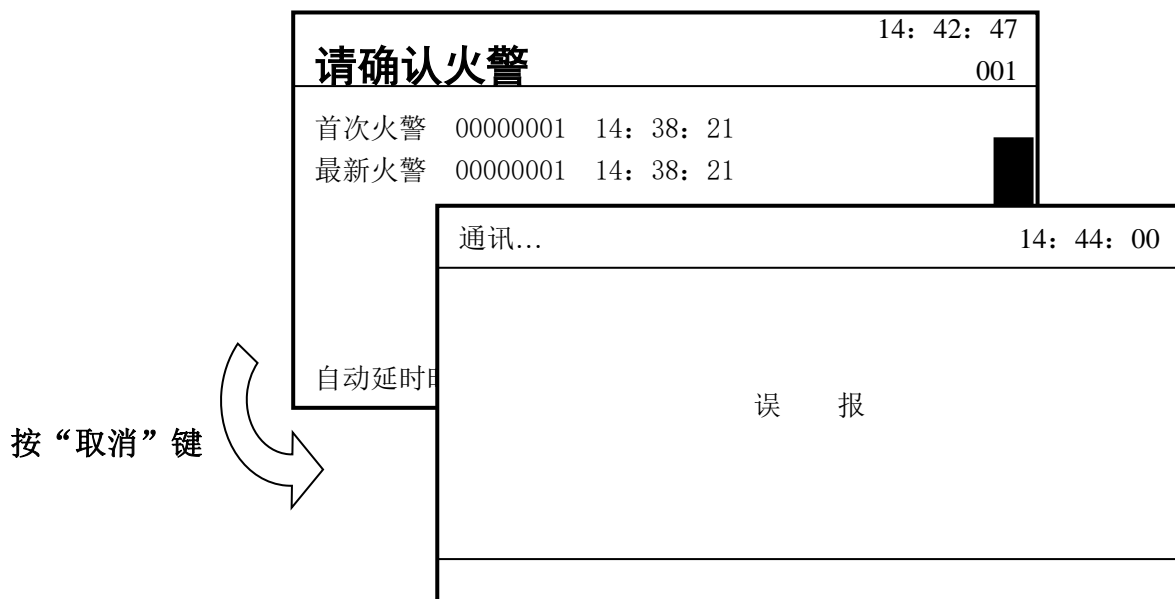 14：42：47
请确认火警
001
首次火警 00000001 14：38：21
最新火警 00000001 14：38：21
通讯... 14：44：00
自动延时
误 报
按“取消”键